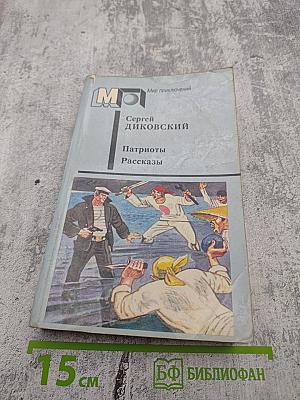 МП
Мир приключений
Сергей
ДИКОВСКИЙ
Патриоты
Рассказы
15 см
БФ БИБЛИОФАН